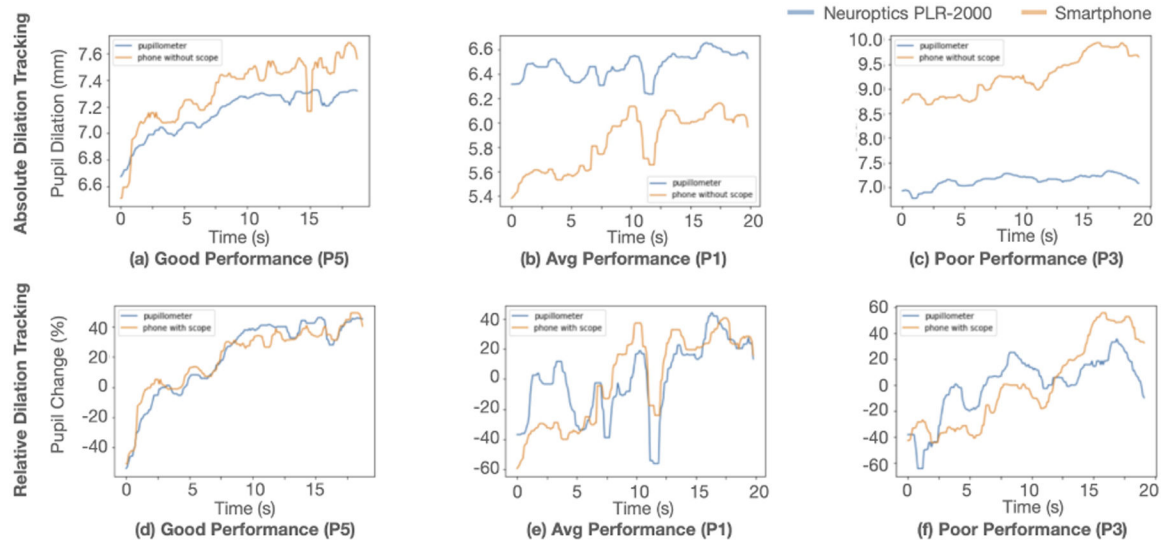 Neuroptics PLR-2000 Smartphone
Absolute Dilation Tracking
Pupil Dilation (mm)
7.6
7.4
7.2
7.0
6.8
6.6
pupillometer
phone without scope
0 5 10 15
Time (s)
(a) Good Performance (P5)
6.6
6.4
6.2
6.0
5.8
5.6
5.4
pupillometer
phone without scope
0 5 10 15 20
Time (s)
(b) Avg Performance (P1)
10.0
9.5
9.0
8.5
8.0
7.5
7.0
pupillometer
phone without scope
0 5 10 15 20
Time (s)
(c) Poor Performance (P3)
Relative Dilation Tracking
Pupil Change (%)
40
20
0
-20
-40
pupillometer
phone with scope
0 5 10 15
Time (s)
(d) Good Performance (P5)
40
20
0
-20
-40
-60
pupillometer
phone with scope
0 5 10 15 20
Time (s)
(e) Avg Performance (P1)
60
40
20
0
-20
-40
-60
pupillometer
phone with scope
0 5 10 15 20
Time (s)
(f) Poor Performance (P3)